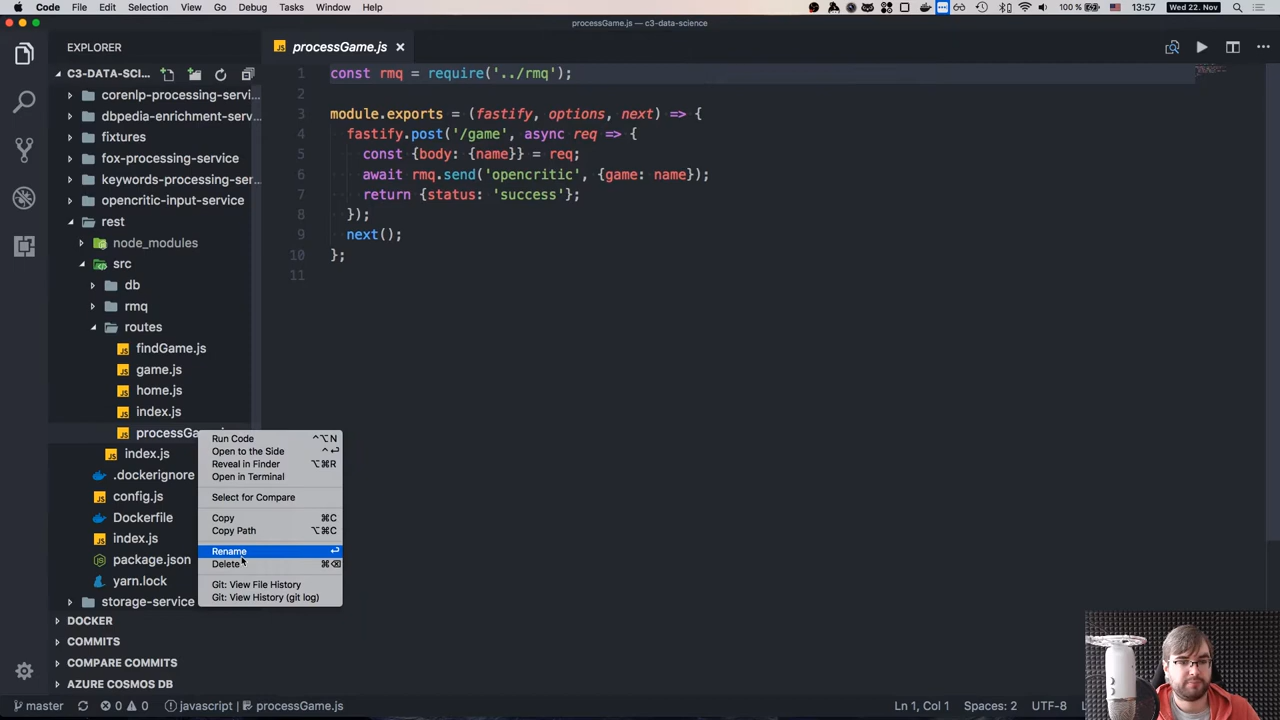 Code File Edit Selection View Go Debug Tasks Window Help 100 % 13:57 Wed 22. Nov
processGame.js — c3-data-science
EXPLORER
processGame.js
C3-DATA-SCI...
corenlp-processing-servi...
dbpedia-enrichment-serv...
fixtures
fox-processing-service
keywords-processing-ser...
opencritic-input-service
rest
node_modules
src
db
rmq
routes
findGame.js
game.js
home.js
index.js
processGa
index.js
.dockerignore
config.js
Dockerfile
index.js
package.json
yarn.lock
storage-service
DOCKER
COMMITS
COMPARE COMMITS
AZURE COSMOS DB
1 const rmq = require('../rmq');
2
3 module.exports = (fastify, options, next) => {
4 fastify.post('/game', async req => {
5 const {body: {name}} = req;
6 await rmq.send('opencritic', {game: name});
7 return {status: 'success'};
8 });
9 next();
10 };
11
Run Code ^⌥N
Open to the Side ^↩
Reveal in Finder ⌥⌘R
Open in Terminal
Select for Compare
Copy ⌘C
Copy Path ⌥⌘C
Rename ↩
Delete ⌘⌫
Git: View File History
Git: View History (git log)
master 0 0 javascript processGame.js Ln 1, Col 1 Spaces: 2 UTF-8